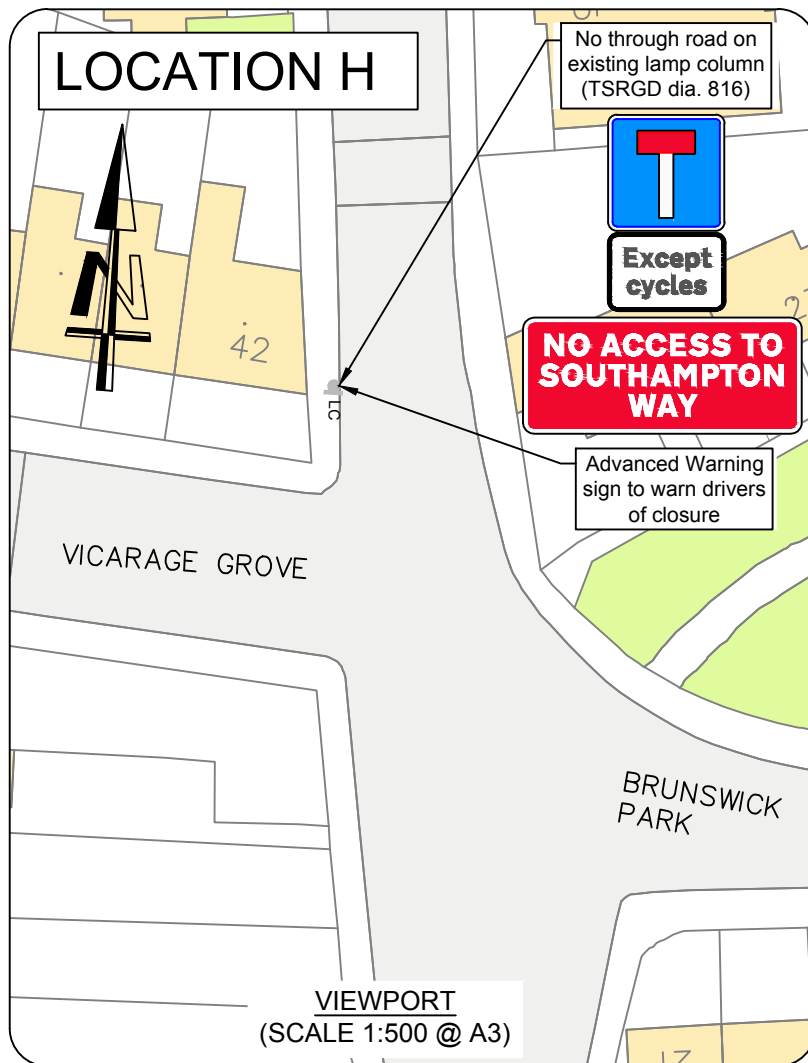 LOCATION H
No through road on
existing lamp column
(TSRGD dia. 816)
Except
cycles
NO ACCESS TO
SOUTHAMPTON
WAY
N
42
LC
Advanced Warning
sign to warn drivers
of closure
VICARAGE GROVE
BRUNSWICK
PARK
VIEWPORT
(SCALE 1:500 @ A3)